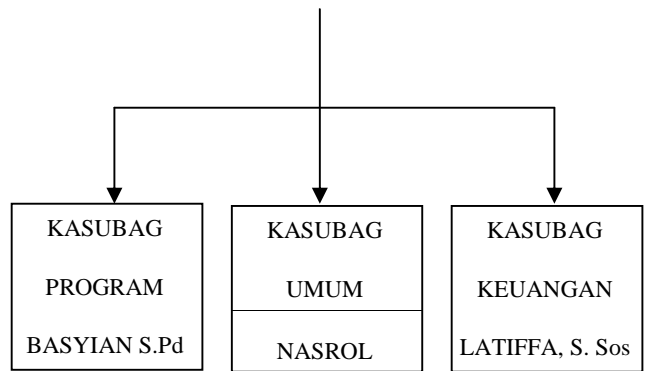 KASUBAG
PROGRAM
BASYIAN S.Pd
KASUBAG
UMUM
NASROL
KASUBAG
KEUANGAN
LATIFFA, S. Sos